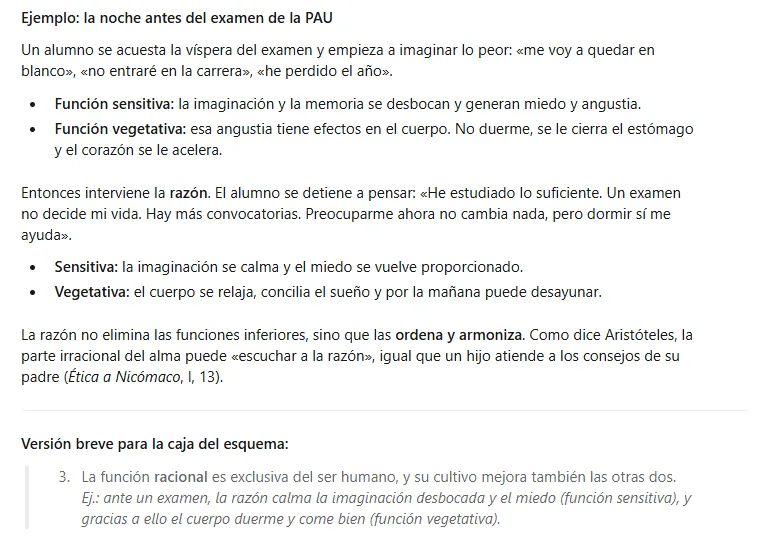 Ejemplo: la noche antes del examen de la PAU
Un alumno se acuesta la víspera del examen y empieza a imaginar lo peor: «me voy a quedar en
blanco», «no entraré en la carrera», «he perdido el año».
• Función sensitiva: la imaginación y la memoria se desbocan y generan miedo y angustia.
• Función vegetativa: esa angustia tiene efectos en el cuerpo. No duerme, se le cierra el estómago
y el corazón se le acelera.
Entonces interviene la razón. El alumno se detiene a pensar: «He estudiado lo suficiente. Un examen
no decide mi vida. Hay más convocatorias. Preocuparme ahora no cambia nada, pero dormir sí me
ayuda».
• Sensitiva: la imaginación se calma y el miedo se vuelve proporcionado.
• Vegetativa: el cuerpo se relaja, concilia el sueño y por la mañana puede desayunar.
La razón no elimina las funciones inferiores, sino que las ordena y armoniza. Como dice Aristóteles, la
parte irracional del alma puede «escuchar a la razón», igual que un hijo atiende a los consejos de su
padre (Ética a Nicómaco, I, 13).
Versión breve para la caja del esquema:
3. La función racional es exclusiva del ser humano, y su cultivo mejora también las otras dos.
Ej.: ante un examen, la razón calma la imaginación desbocada y el miedo (función sensitiva), y
gracias a ello el cuerpo duerme y come bien (función vegetativa).